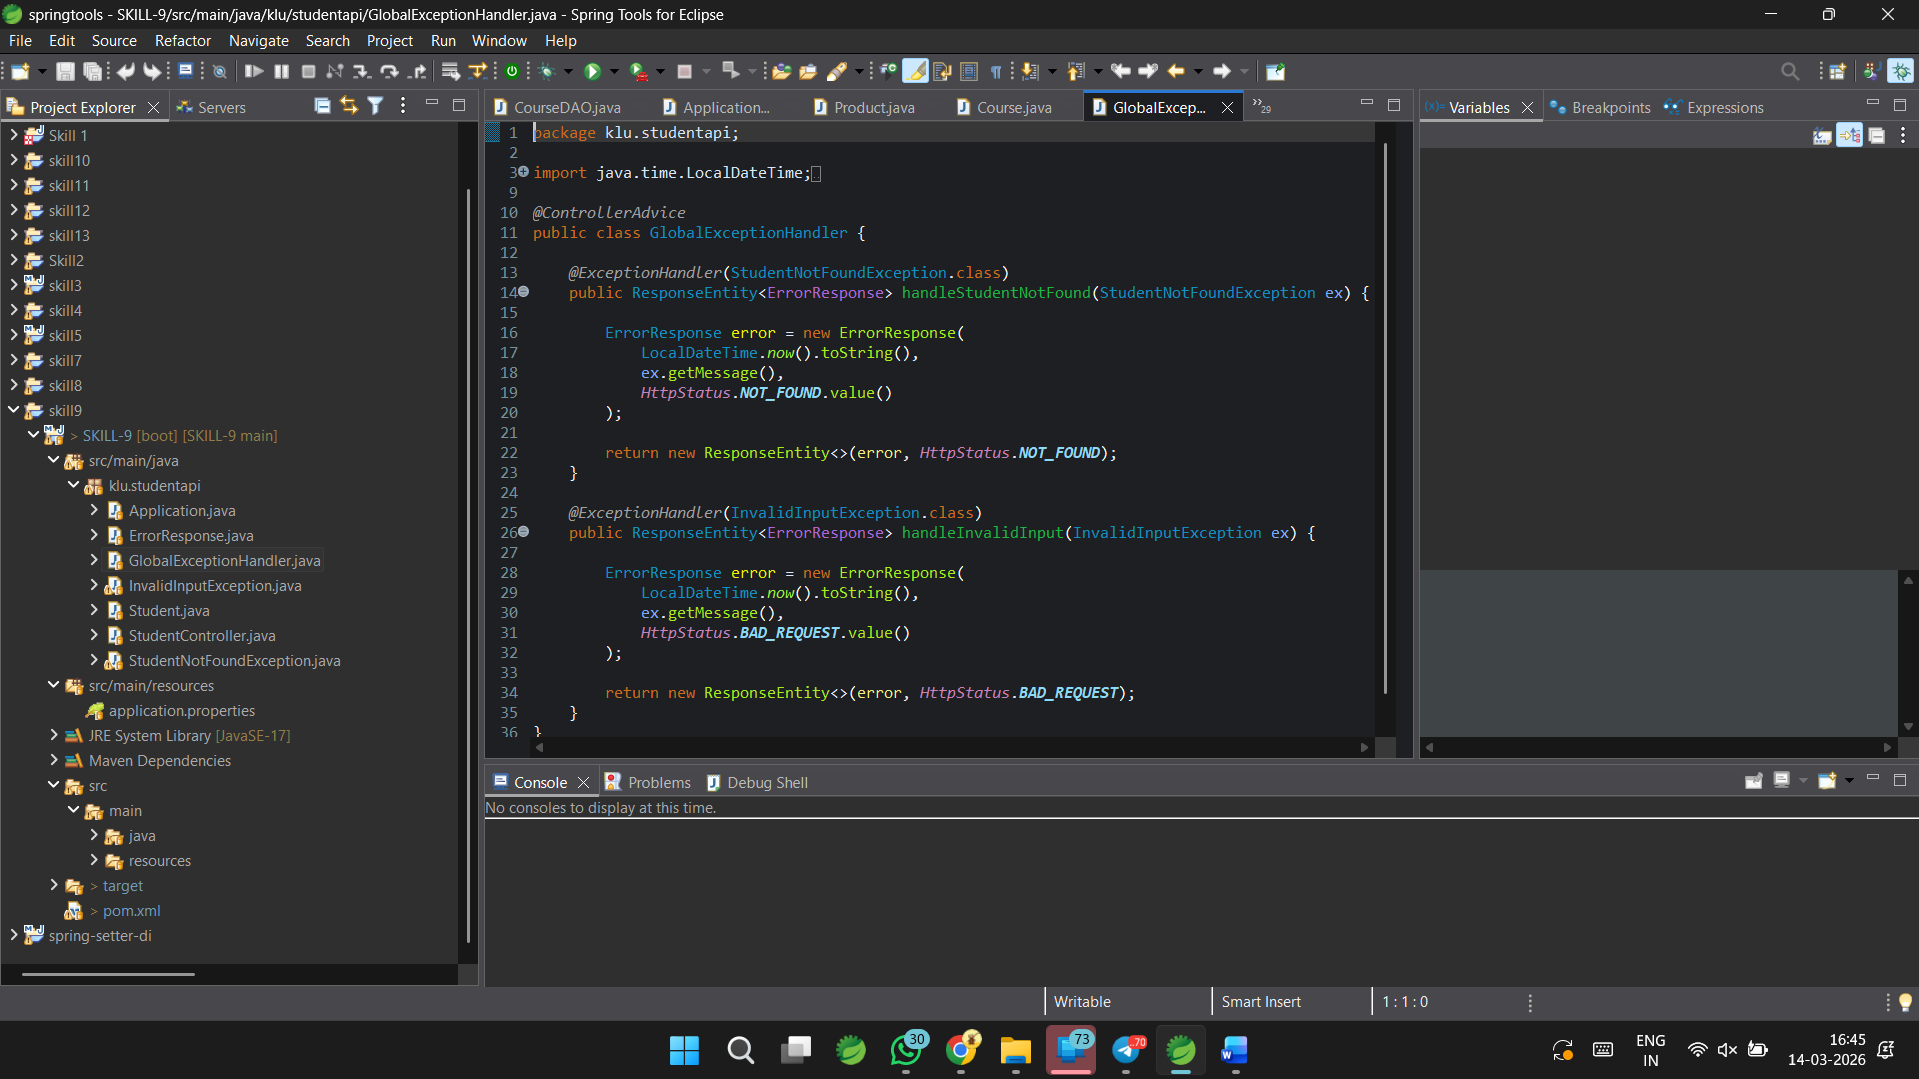 springtools - SKILL-9/src/main/java/klu/studentapi/GlobalExceptionHandler.java - Spring Tools for Eclipse
File Edit Source Refactor Navigate Search Project Run Window Help
Project Explorer Servers
Skill 1
skill10
skill11
skill12
skill13
Skill2
skill3
skill4
skill5
skill7
skill8
skill9
> SKILL-9 [boot] [SKILL-9 main]
src/main/java
klu.studentapi
Application.java
ErrorResponse.java
GlobalExceptionHandler.java
InvalidInputException.java
Student.java
StudentController.java
StudentNotFoundException.java
src/main/resources
application.properties
JRE System Library [JavaSE-17]
Maven Dependencies
src
main
java
resources
> target
> pom.xml
spring-setter-di
CourseDAO.java Application... Product.java Course.java GlobalExcep... »29
1 package klu.studentapi;
2
3 import java.time.LocalDateTime;
9
10 @ControllerAdvice
11 public class GlobalExceptionHandler {
12
13 @ExceptionHandler(StudentNotFoundException.class)
14 public ResponseEntity<ErrorResponse> handleStudentNotFound(StudentNotFoundException ex) {
15
16 ErrorResponse error = new ErrorResponse(
17 LocalDateTime.now().toString(),
18 ex.getMessage(),
19 HttpStatus.NOT_FOUND.value()
20 );
21
22 return new ResponseEntity<>(error, HttpStatus.NOT_FOUND);
23 }
24
25 @ExceptionHandler(InvalidInputException.class)
26 public ResponseEntity<ErrorResponse> handleInvalidInput(InvalidInputException ex) {
27
28 ErrorResponse error = new ErrorResponse(
29 LocalDateTime.now().toString(),
30 ex.getMessage(),
31 HttpStatus.BAD_REQUEST.value()
32 );
33
34 return new ResponseEntity<>(error, HttpStatus.BAD_REQUEST);
35 }
36 }
(x)= Variables Breakpoints Expressions
Console Problems Debug Shell
No consoles to display at this time.
Writable Smart Insert 1 : 1 : 0
30
73
..70
ENG
IN
16:45
14-03-2026